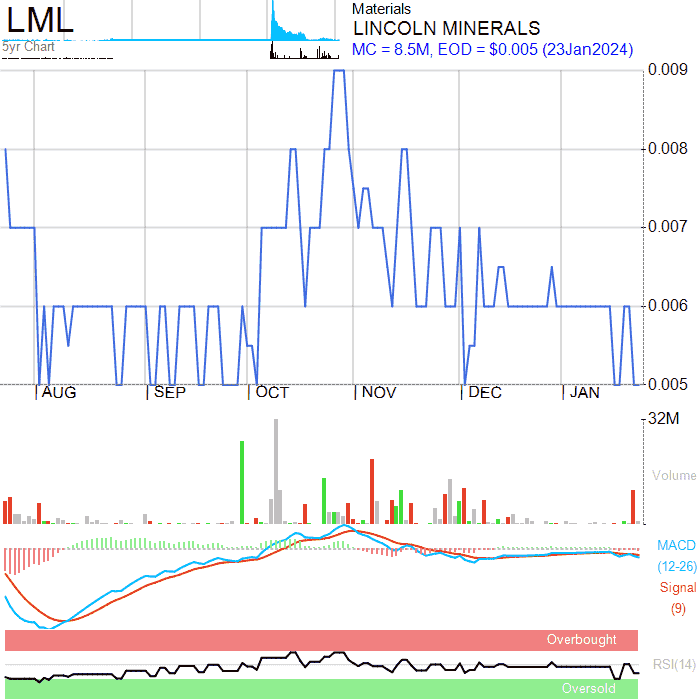 LML
5yr Chart
Materials
LINCOLN MINERALS
MC = 8.5M, EOD = $0.005 (23Jan2024)
0.009
0.008
0.007
0.006
0.005
AUG SEP OCT NOV DEC JAN
32M
Volume
MACD
(12-26)
Signal
(9)
Overbought
RSI(14)
Oversold